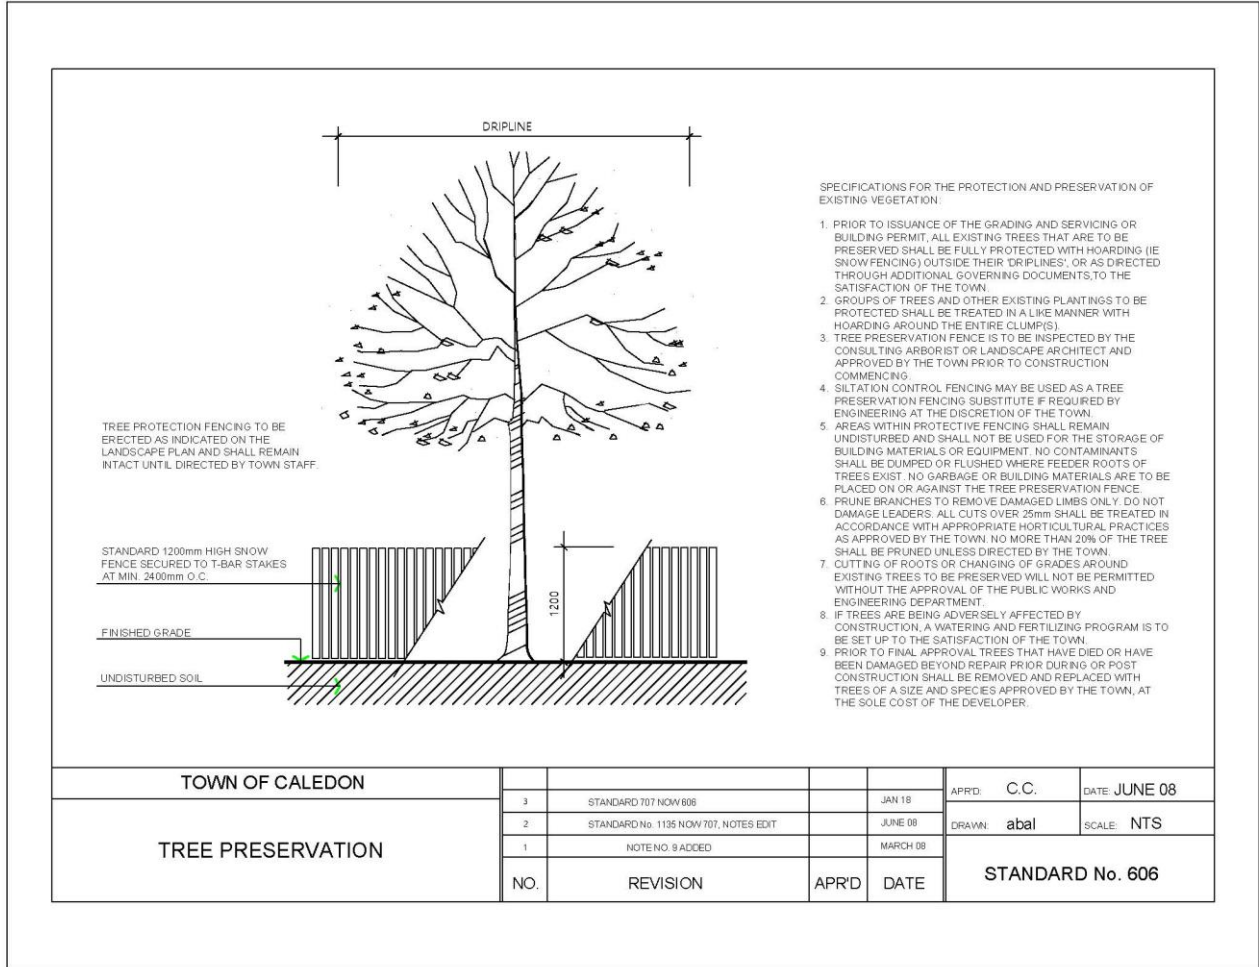 DRIPLINE
SPECIFICATIONS FOR THE PROTECTION AND PRESERVATION OF
EXISTING VEGETATION:
1. PRIOR TO ISSUANCE OF THE GRADING AND SERVICING OR
BUILDING PERMIT, ALL EXISTING TREES THAT ARE TO BE
PRESERVED SHALL BE FULLY PROTECTED WITH HOARDING (IE
SNOW FENCING) OUTSIDE THEIR 'DRIPLINES', OR AS DIRECTED
THROUGH ADDITIONAL GOVERNING DOCUMENTS,TO THE
SATISFACTION OF THE TOWN.
2. GROUPS OF TREES AND OTHER EXISTING PLANTINGS TO BE
PROTECTED SHALL BE TREATED IN A LIKE MANNER WITH
HOARDING AROUND THE ENTIRE CLUMP(S).
3. TREE PRESERVATION FENCE IS TO BE INSPECTED BY THE
CONSULTING ARBORIST OR LANDSCAPE ARCHITECT AND
APPROVED BY THE TOWN PRIOR TO CONSTRUCTION
COMMENCING.
4. SILTATION CONTROL FENCING MAY BE USED AS A TREE
PRESERVATION FENCING SUBSTITUTE IF REQUIRED BY
ENGINEERING AT THE DISCRETION OF THE TOWN.
5. AREAS WITHIN PROTECTIVE FENCING SHALL REMAIN
UNDISTURBED AND SHALL NOT BE USED FOR THE STORAGE OF
BUILDING MATERIALS OR EQUIPMENT. NO CONTAMINANTS
SHALL BE DUMPED OR FLUSHED WHERE FEEDER ROOTS OF
TREES EXIST. NO GARBAGE OR BUILDING MATERIALS ARE TO BE
PLACED ON OR AGAINST THE TREE PRESERVATION FENCE.
6. PRUNE BRANCHES TO REMOVE DAMAGED LIMBS ONLY. DO NOT
DAMAGE LEADERS. ALL CUTS OVER 25mm SHALL BE TREATED IN
ACCORDANCE WITH APPROPRIATE HORTICULTURAL PRACTICES
AS APPROVED BY THE TOWN. NO MORE THAN 20% OF THE TREE
SHALL BE PRUNED UNLESS DIRECTED BY THE TOWN.
7. CUTTING OF ROOTS OR CHANGING OF GRADES AROUND
EXISTING TREES TO BE PRESERVED WILL NOT BE PERMITTED
WITHOUT THE APPROVAL OF THE PUBLIC WORKS AND
ENGINEERING DEPARTMENT.
8. IF TREES ARE BEING ADVERSELY AFFECTED BY
CONSTRUCTION, A WATERING AND FERTILIZING PROGRAM IS TO
BE SET UP TO THE SATISFACTION OF THE TOWN.
9. PRIOR TO FINAL APPROVAL TREES THAT HAVE DIED OR HAVE
BEEN DAMAGED BEYOND REPAIR PRIOR DURING OR POST
CONSTRUCTION SHALL BE REMOVED AND REPLACED WITH
TREES OF A SIZE AND SPECIES APPROVED BY THE TOWN, AT
THE SOLE COST OF THE DEVELOPER.
TREE PROTECTION FENCING TO BE
ERECTED AS INDICATED ON THE
LANDSCAPE PLAN AND SHALL REMAIN
INTACT UNTIL DIRECTED BY TOWN STAFF.
STANDARD 1200mm HIGH SNOW
FENCE SECURED TO T-BAR STAKES
AT MIN. 2400mm O.C.
1200
FINISHED GRADE
UNDISTURBED SOIL
TOWN OF CALEDON
TREE PRESERVATION
3 STANDARD 707 NOW 606 JAN 18
2 STANDARD No. 1135 NOW 707, NOTES EDIT JUNE 08
1 NOTE NO. 9 ADDED MARCH 08
NO. REVISION APR'D DATE
APR'D: C.C. DATE: JUNE 08
DRAWN: abal SCALE: NTS
STANDARD No. 606